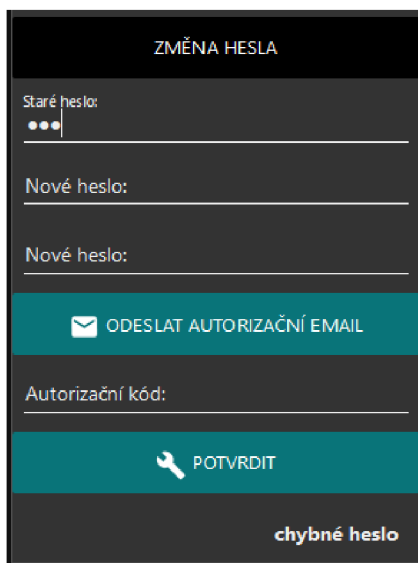 ZMĚNA HESLA
Staré heslo:
•••
Nové heslo:
Nové heslo:
ODESLAT AUTORIZAČNÍ EMAIL
Autorizační kód:
POTVRDIT
chybné heslo